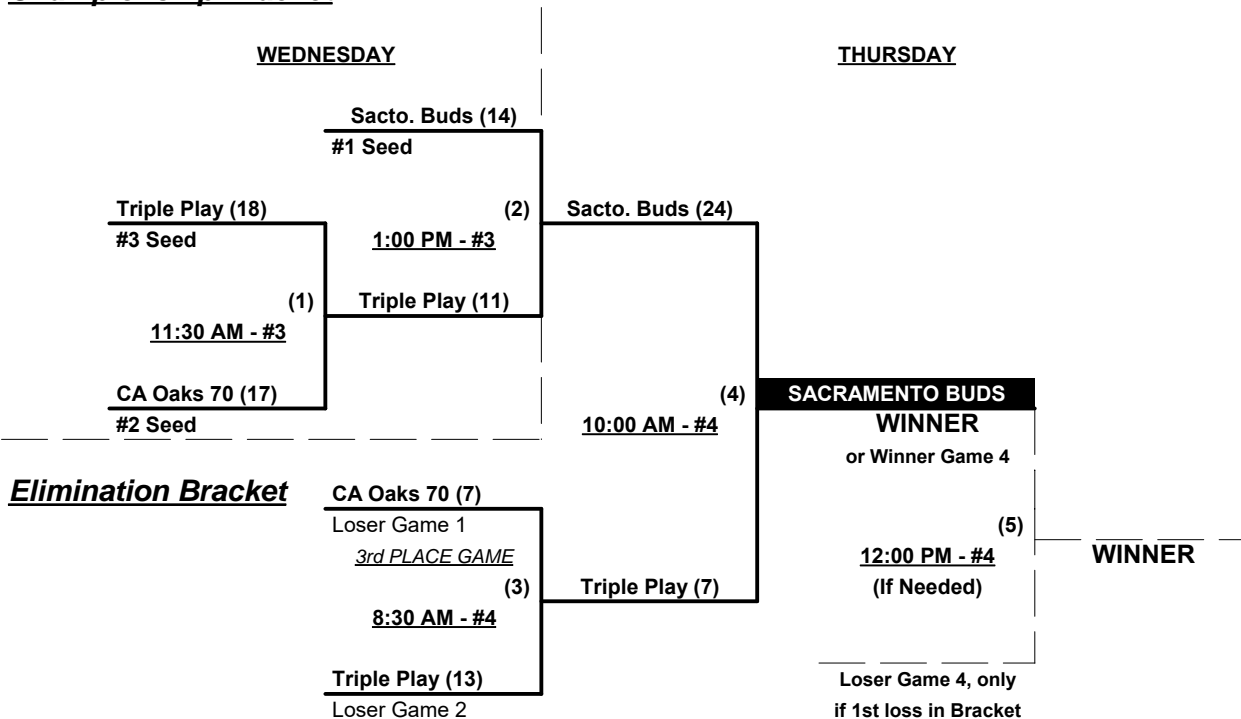 WEDNESDAY
THURSDAY
Sacto. Buds (14)
#1 Seed
Triple Play (18)
#3 Seed
(2)
1:00 PM - #3
Sacto. Buds (24)
(1)
11:30 AM - #3
Triple Play (11)
CA Oaks 70 (17)
#2 Seed
(4)
10:00 AM - #4
SACRAMENTO BUDS
WINNER
or Winner Game 4
Elimination Bracket
CA Oaks 70 (7)
Loser Game 1
3rd PLACE GAME
(3)
8:30 AM - #4
Triple Play (7)
(5)
12:00 PM - #4
(If Needed)
WINNER
Triple Play (13)
Loser Game 2
Loser Game 4, only
if 1st loss in Bracket